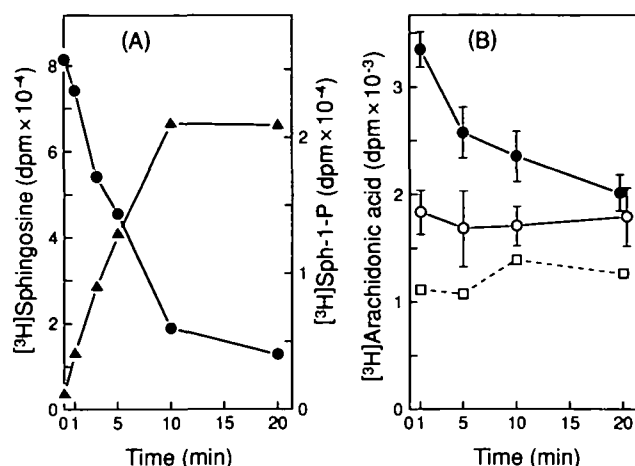 (A)
[³H]Sphingosine (dpm × 10⁻⁴)
8
6
4
2
0
[³H]Sph-1-P (dpm × 10⁻⁴)
2
1
0
0 1 5 10 15 20
Time (min)
(B)
[³H]Arachidonic acid (dpm × 10⁻³)
3
2
1
0
0 1 5 10 15 20
Time (min)